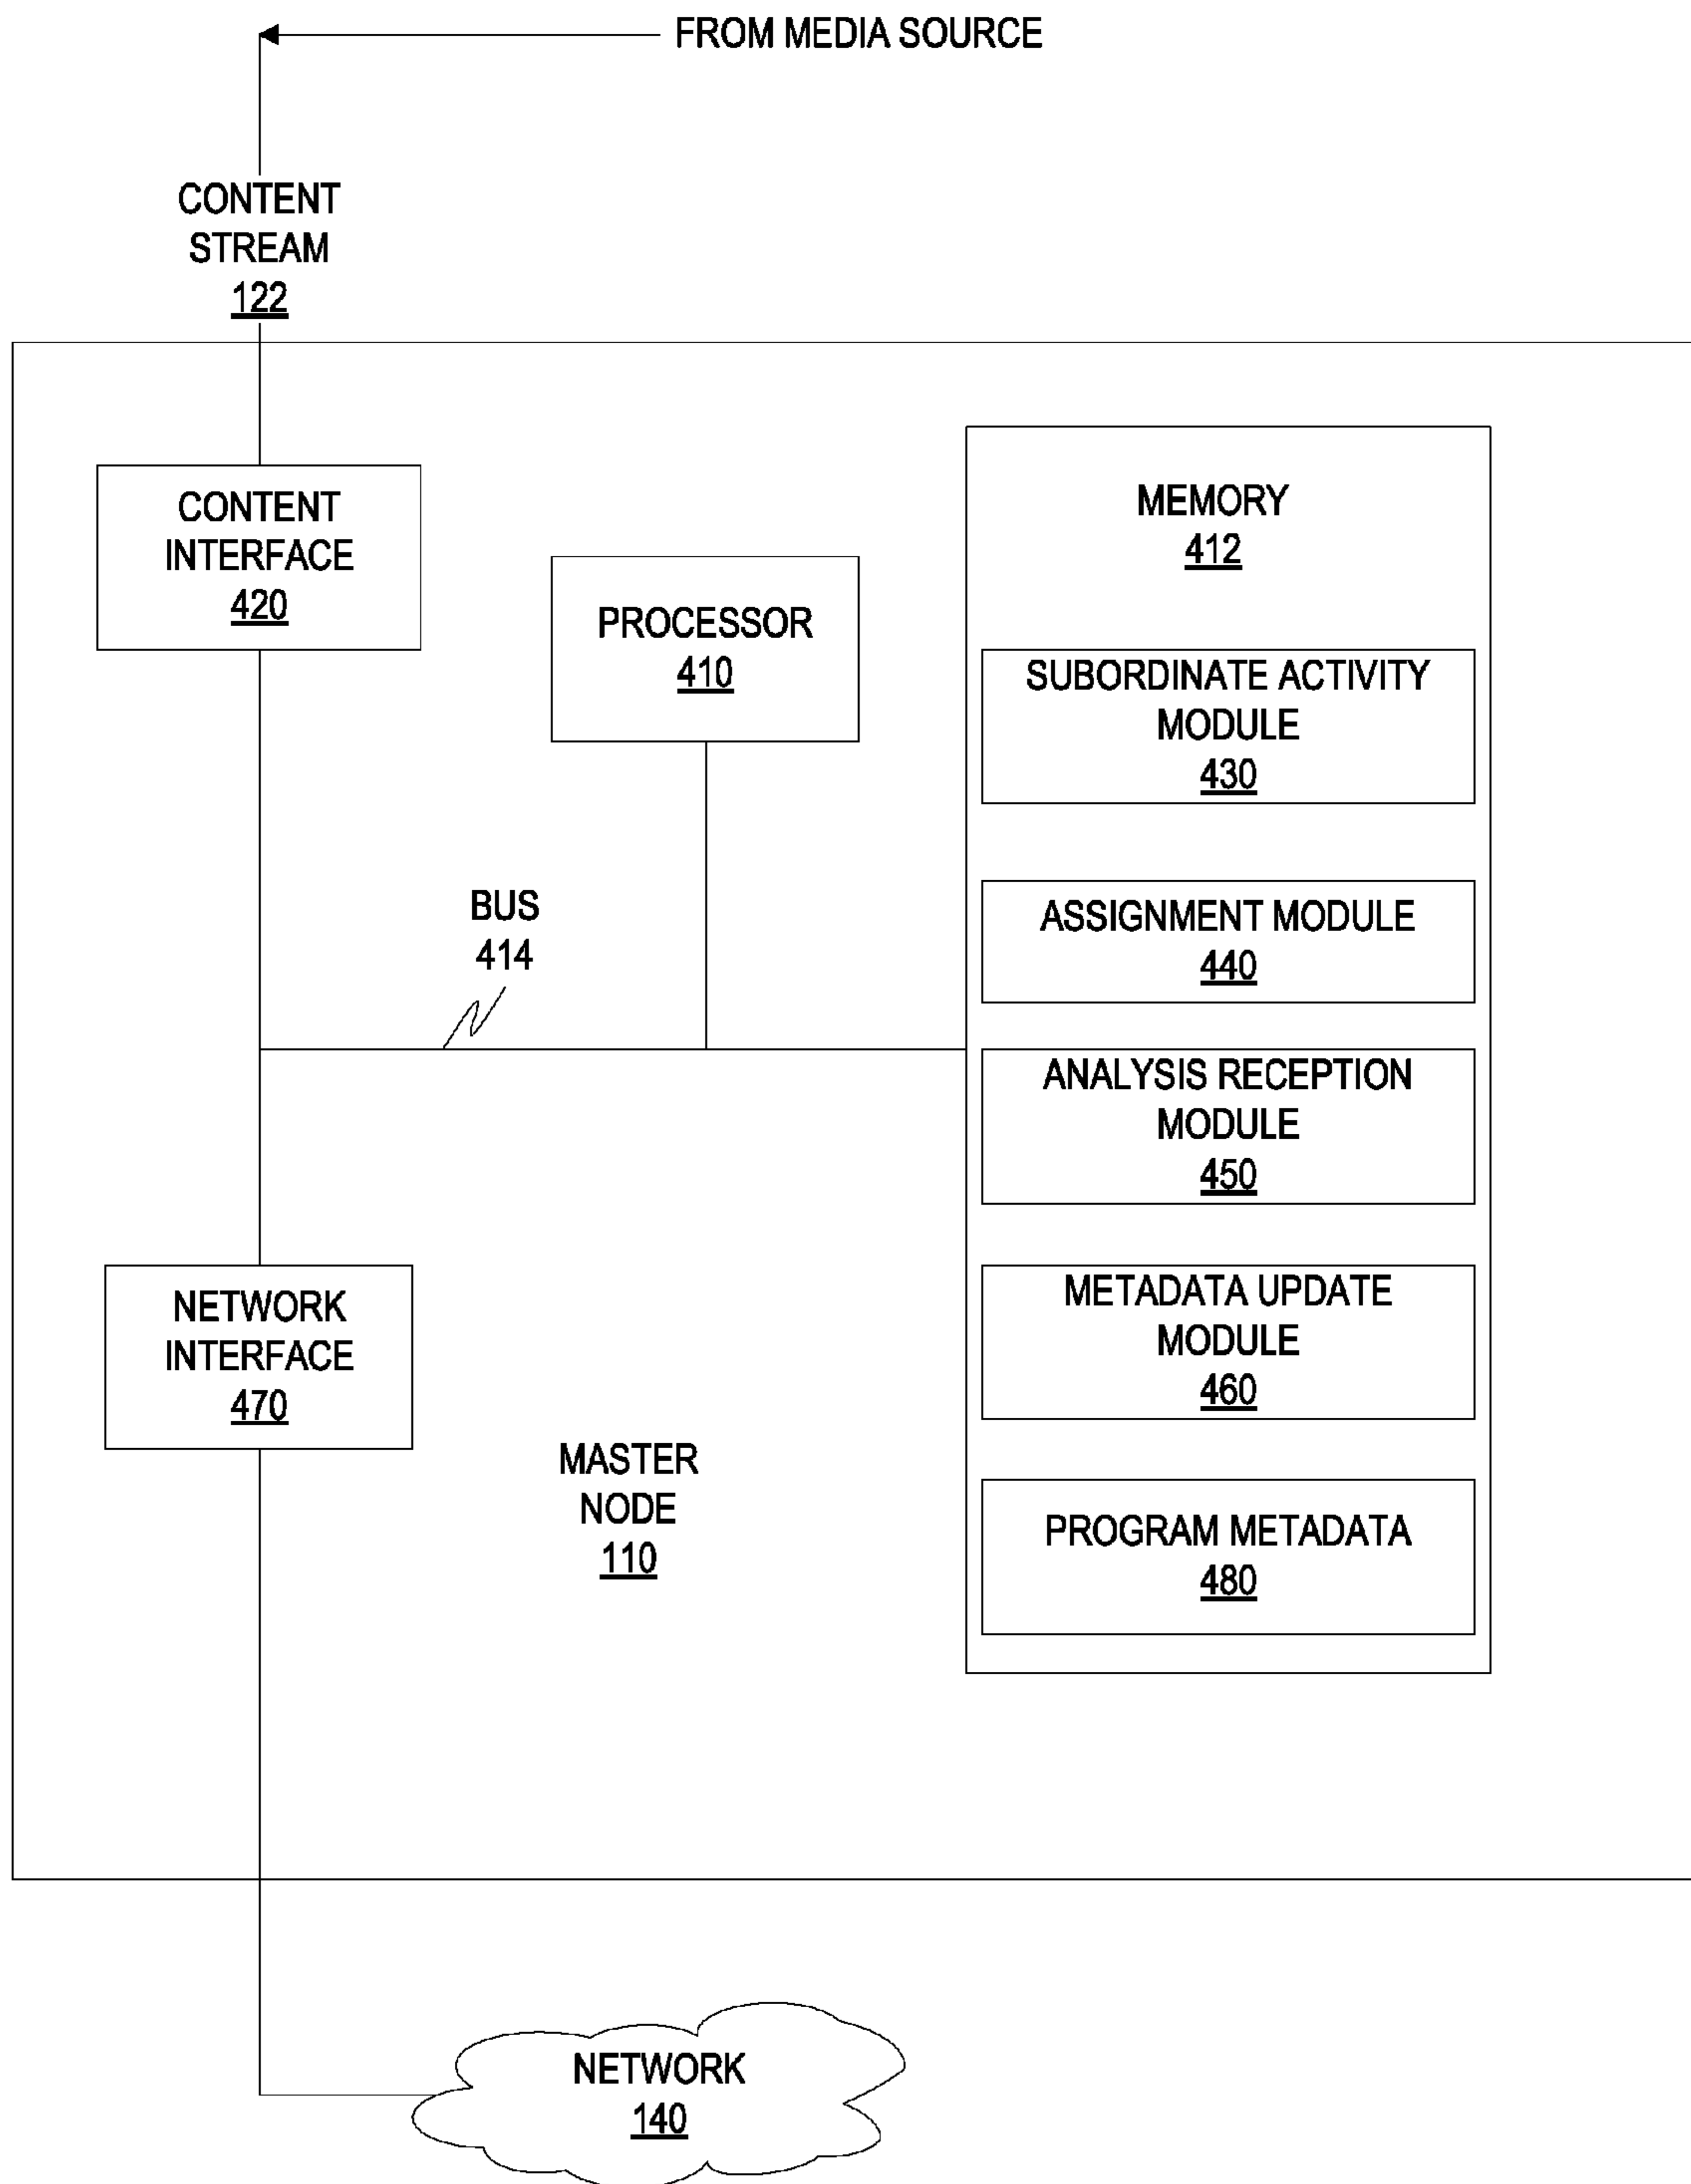 FROM MEDIA SOURCE
CONTENT
STREAM
122
CONTENT
INTERFACE
420
PROCESSOR
410
MEMORY
412
SUBORDINATE ACTIVITY
MODULE
430
BUS
414
ASSIGNMENT MODULE
440
ANALYSIS RECEPTION
MODULE
450
NETWORK
INTERFACE
470
METADATA UPDATE
MODULE
460
MASTER
NODE
110
PROGRAM METADATA
480
NETWORK
140